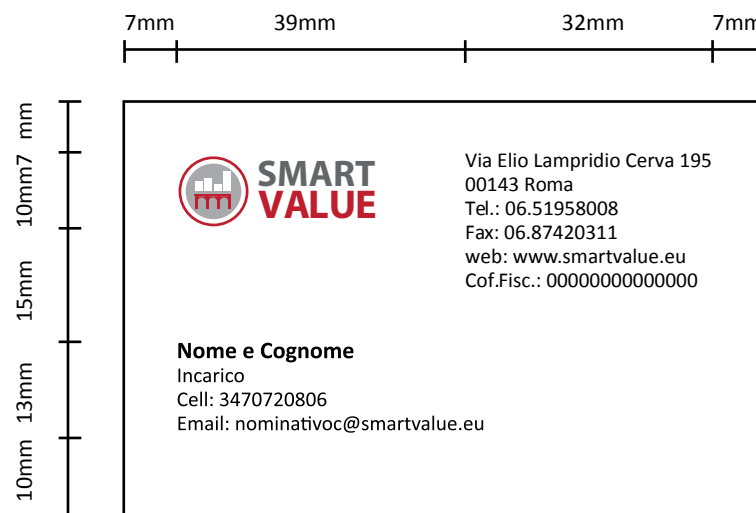 7mm 39mm 32mm 7mm
7 mm
10mm
15mm
13mm
10mm
SMART
VALUE
Via Elio Lampridio Cerva 195
00143 Roma
Tel.: 06.51958008
Fax: 06.87420311
web: www.smartvalue.eu
Cof.Fisc.: 00000000000000
Nome e Cognome
Incarico
Cell: 3470720806
Email: nominativoc@smartvalue.eu